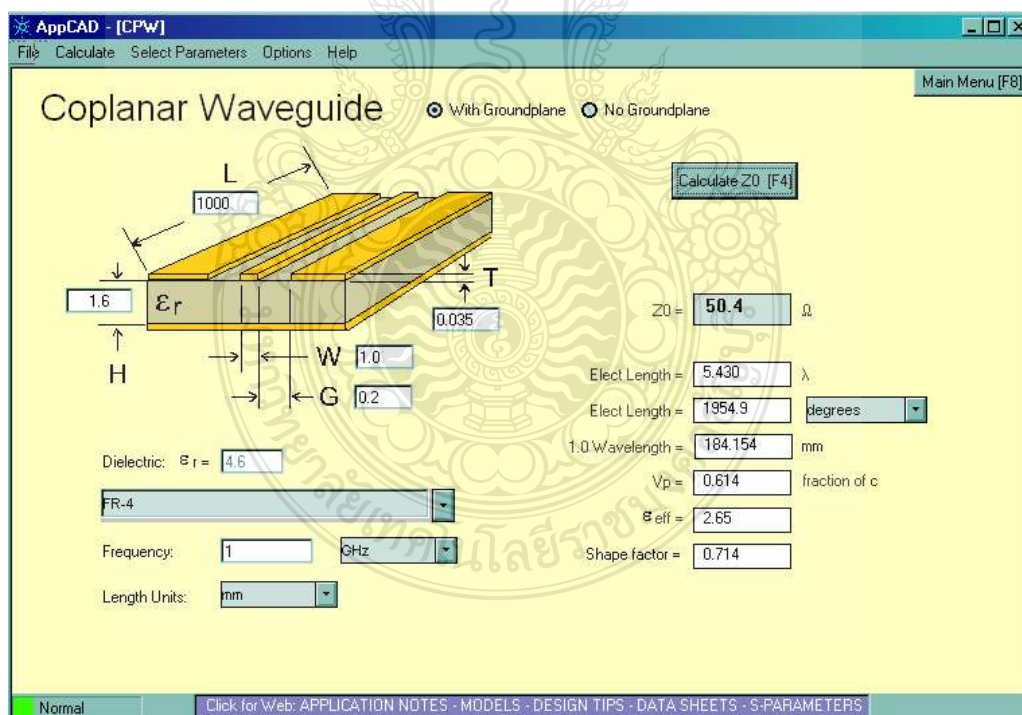 AppCAD - [CPW]
File Calculate Select Parameters Options Help
Main Menu [F8]
Coplanar Waveguide
With Groundplane No Groundplane
Calculate Z0 [F4]
L
1000
1.6
εr
T
0.035
H
W 1.0
G 0.2
Z0 = 50.4 Ω
Elect Length = 5.430 λ
Elect Length = 1954.9 degrees
1.0 Wavelength = 184.154 mm
Vp = 0.614 fraction of c
ε eff = 2.65
Shape factor = 0.714
Dielectric: ε r = 4.6
FR-4
Frequency: 1 GHz
Length Units: mm
Normal
Click for Web: APPLICATION NOTES - MODELS - DESIGN TIPS - DATA SHEETS - S-PARAMETERS